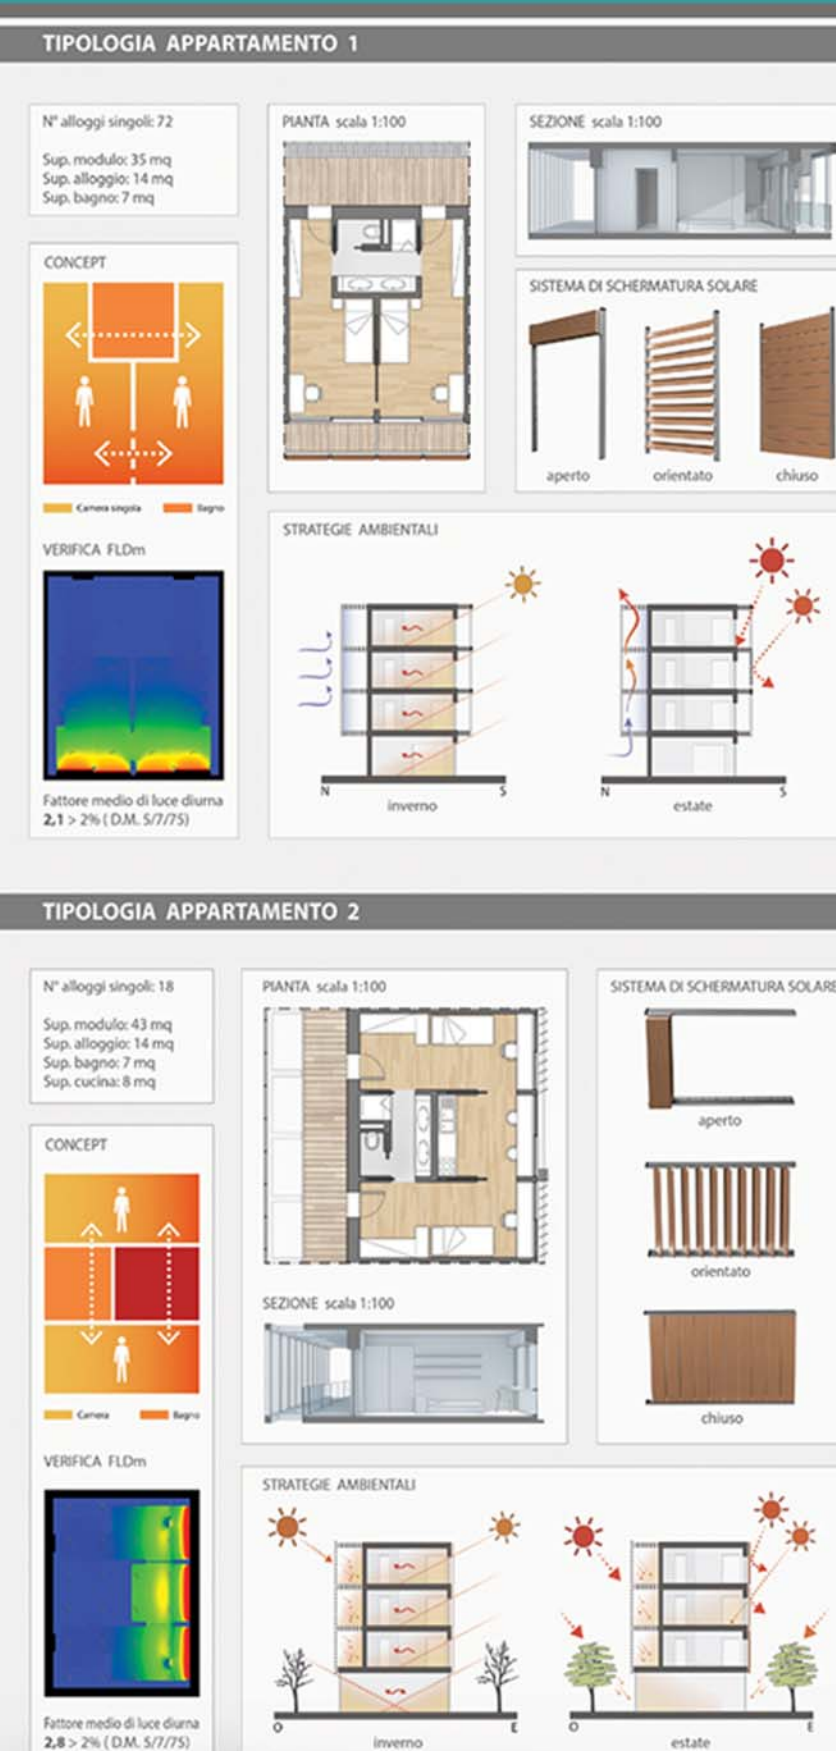 TIPOLOGIA APPARTAMENTO 1
N° alloggi singoli: 72
Sup. modulo: 35 mq
Sup. alloggio: 14 mq
Sup. bagno: 7 mq
CONCEPT
Camera singola
Bagno
VERIFICA FLDm
Fattore medio di luce diurna
2,1 > 2% ( D.M. 5/7/75)
PIANTA scala 1:100
SEZIONE scala 1:100
SISTEMA DI SCHERMATURA SOLARE
aperto
orientato
chiuso
STRATEGIE AMBIENTALI
N
S
inverno
N
S
estate
TIPOLOGIA APPARTAMENTO 2
N° alloggi singoli: 18
Sup. modulo: 43 mq
Sup. alloggio: 14 mq
Sup. bagno: 7 mq
Sup. cucina: 8 mq
CONCEPT
Camera
Bagno
VERIFICA FLDm
Fattore medio di luce diurna
2,8 > 2% ( D.M. 5/7/75)
PIANTA scala 1:100
SEZIONE scala 1:100
SISTEMA DI SCHERMATURA SOLARE
aperto
orientato
chiuso
STRATEGIE AMBIENTALI
O
E
inverno
O
E
estate